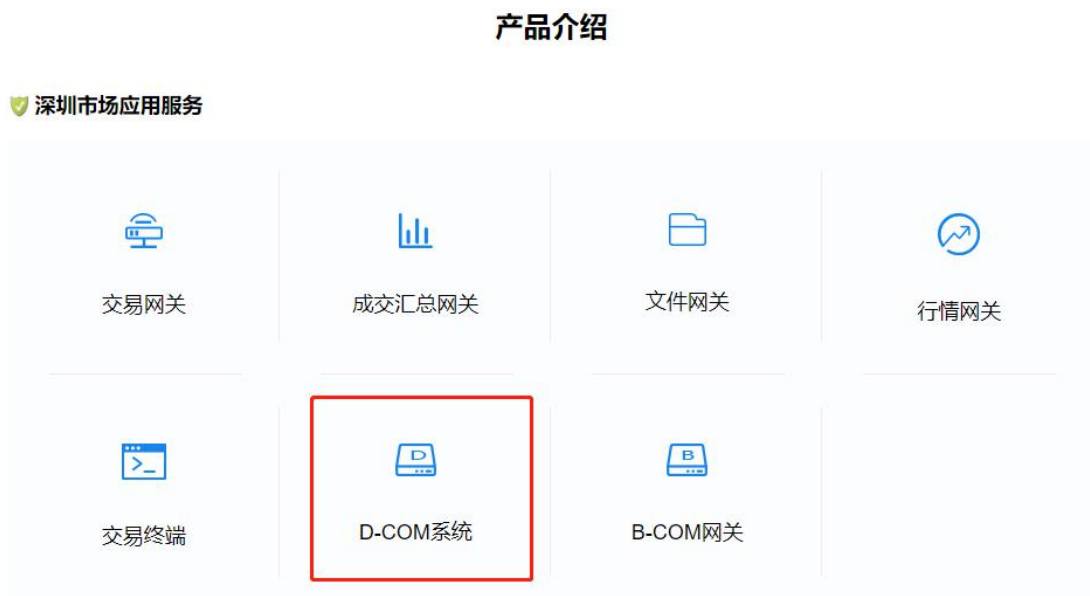 产品介绍
深圳市场应用服务
交易网关
成交汇总网关
文件网关
行情网关
D
B
交易终端
D-COM系统
B-COM网关